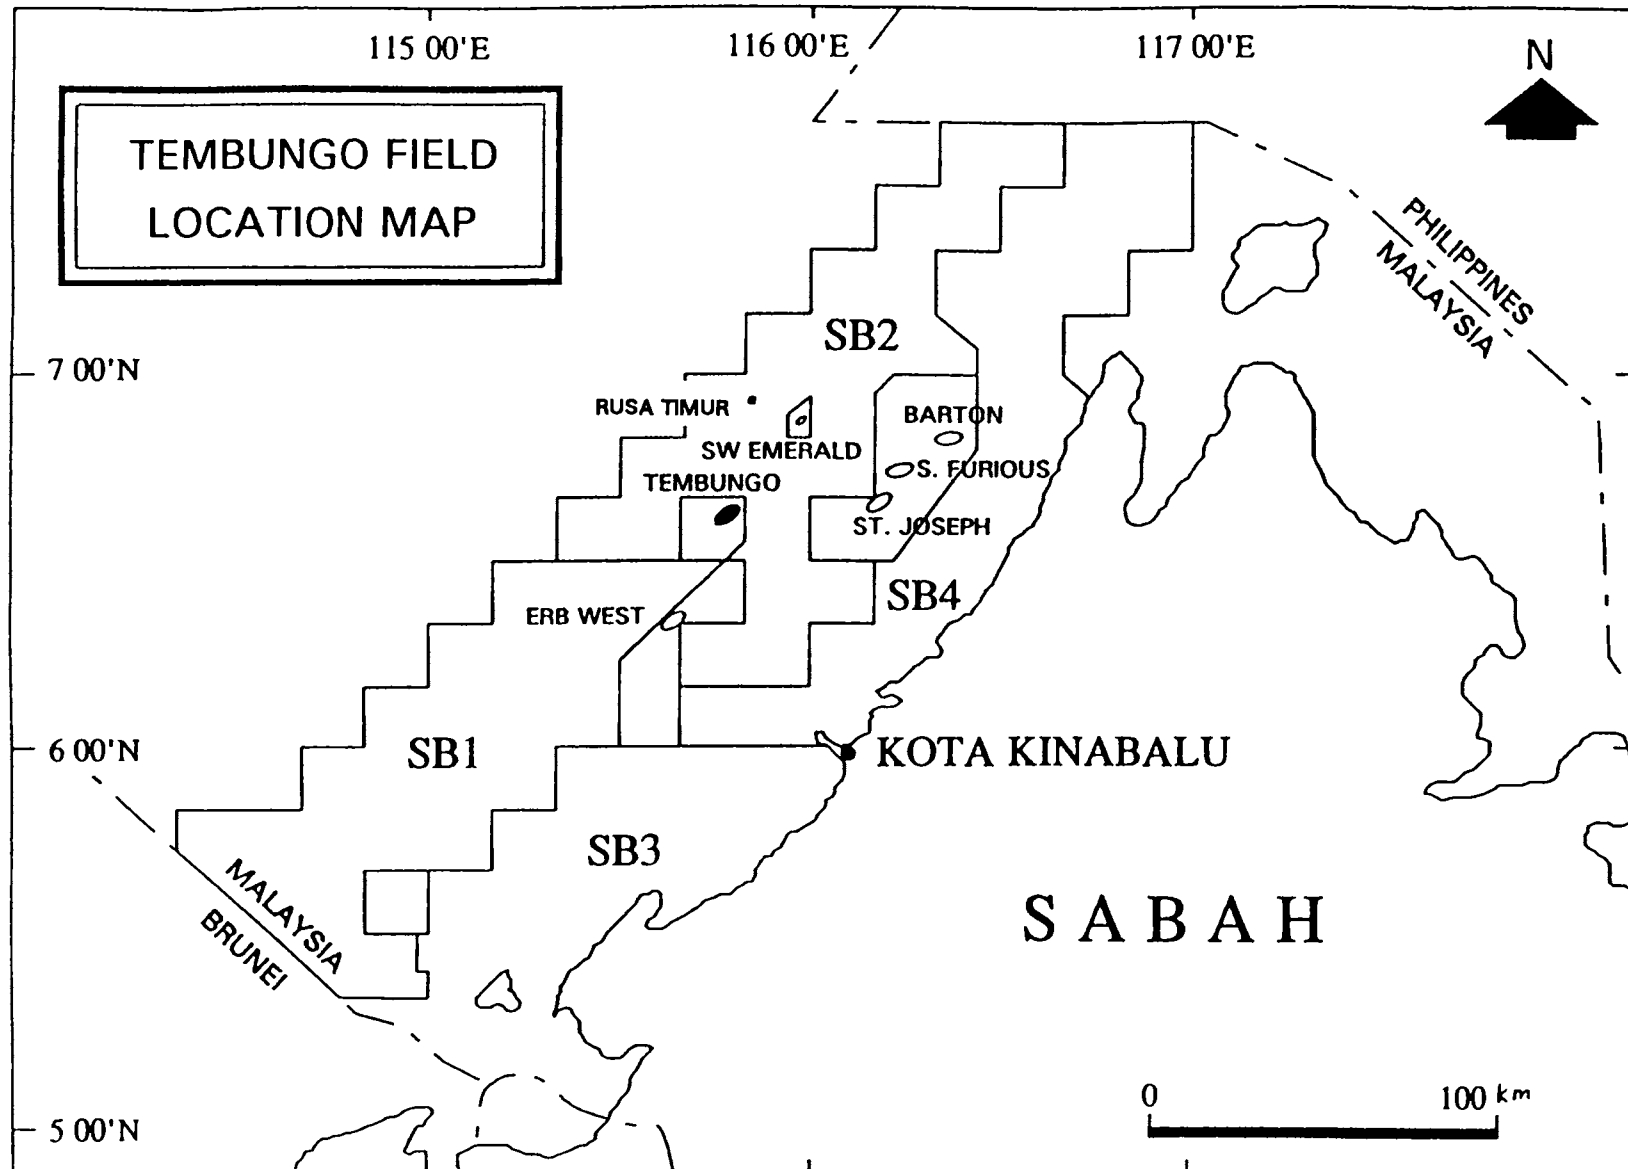 115 00'E
116 00'E
117 00'E
N
TEMBUNGO FIELD
LOCATION MAP
PHILIPPINES
MALAYSIA
SB2
7 00'N
RUSA TIMUR
BARTON
SW EMERALD
S. FURIOUS
TEMBUNGO
ST. JOSEPH
SB4
ERB WEST
6 00'N
SB1
KOTA KINABALU
SB3
MALAYSIA
BRUNEI
SABAH
0
100 km
5 00'N